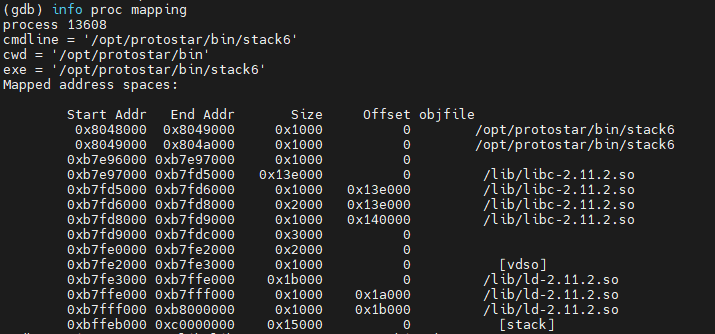 (gdb) info proc mapping
process 13608
cmdline = '/opt/protostar/bin/stack6'
cwd = '/opt/protostar/bin'
exe = '/opt/protostar/bin/stack6'
Mapped address spaces:
Start Addr End Addr Size Offset objfile
0x8048000 0x8049000 0x1000 0 /opt/protostar/bin/stack6
0x8049000 0x804a000 0x1000 0 /opt/protostar/bin/stack6
0xb7e96000 0xb7e97000 0x1000 0
0xb7e97000 0xb7fd5000 0x13e000 0 /lib/libc-2.11.2.so
0xb7fd5000 0xb7fd6000 0x1000 0x13e000 /lib/libc-2.11.2.so
0xb7fd6000 0xb7fd8000 0x2000 0x13e000 /lib/libc-2.11.2.so
0xb7fd8000 0xb7fd9000 0x1000 0x140000 /lib/libc-2.11.2.so
0xb7fd9000 0xb7fdc000 0x3000 0
0xb7fe0000 0xb7fe2000 0x2000 0
0xb7fe2000 0xb7fe3000 0x1000 0 [vdso]
0xb7fe3000 0xb7ffe000 0x1b000 0 /lib/ld-2.11.2.so
0xb7ffe000 0xb7fff000 0x1000 0x1a000 /lib/ld-2.11.2.so
0xb7fff000 0xb8000000 0x1000 0x1b000 /lib/ld-2.11.2.so
0xbffeb000 0xc0000000 0x15000 0 [stack]